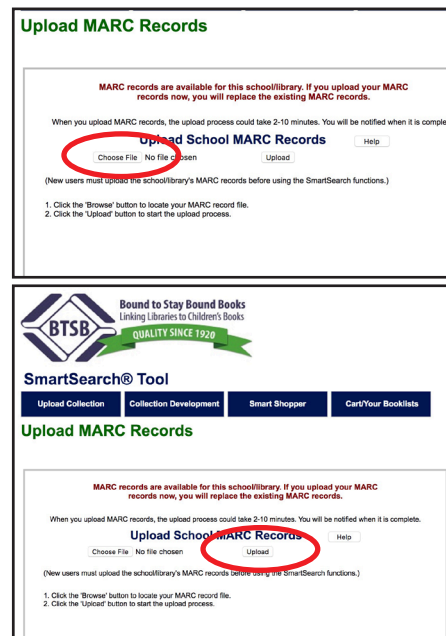 Upload MARC Records
MARC records are available for this school/library. If you upload your MARC
records now, you will replace the existing MARC records.
When you upload MARC records, the upload process could take 2-10 minutes. You will be notified when it is comple
Upload School MARC Records Help
Choose File No file chosen Upload
(New users must upload the school/library's MARC records before using the SmartSearch functions.)
1. Click the 'Browse' button to locate your MARC record file.
2. Click the 'Upload' button to start the upload process.
BTSB
Bound to Stay Bound Books
Linking Libraries to Children's Books
QUALITY SINCE 1920
SmartSearch® Tool
Upload Collection Collection Development Smart Shopper Cart/Your Booklists
Upload MARC Records
MARC records are available for this school/library. If you upload your MARC
records now, you will replace the existing MARC records.
When you upload MARC records, the upload process could take 2-10 minutes. You will be notified when it is complete.
Upload School MARC Records Help
Choose File No file chosen Upload
(New users must upload the school/library's MARC records before using the SmartSearch functions.)
1. Click the 'Browse' button to locate your MARC record file.
2. Click the 'Upload' button to start the upload process.